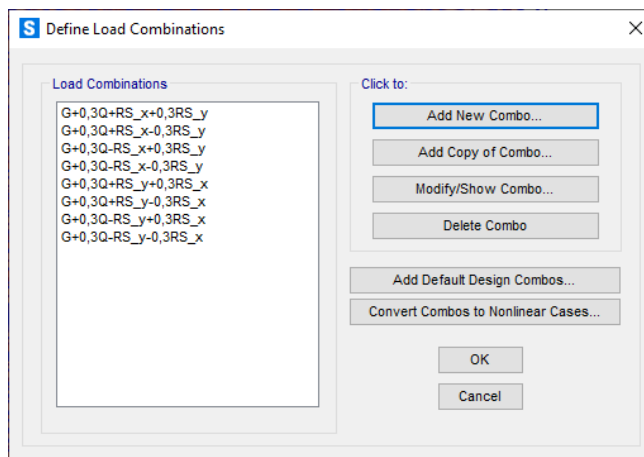 S Define Load Combinations
Load Combinations
G+0,3Q+RS_x+0,3RS_y
G+0,3Q+RS_x-0,3RS_y
G+0,3Q-RS_x+0,3RS_y
G+0,3Q-RS_x-0,3RS_y
G+0,3Q+RS_y+0,3RS_x
G+0,3Q+RS_y-0,3RS_x
G+0,3Q-RS_y+0,3RS_x
G+0,3Q-RS_y-0,3RS_x
Click to:
Add New Combo...
Add Copy of Combo...
Modify/Show Combo...
Delete Combo
Add Default Design Combos...
Convert Combos to Nonlinear Cases...
OK
Cancel